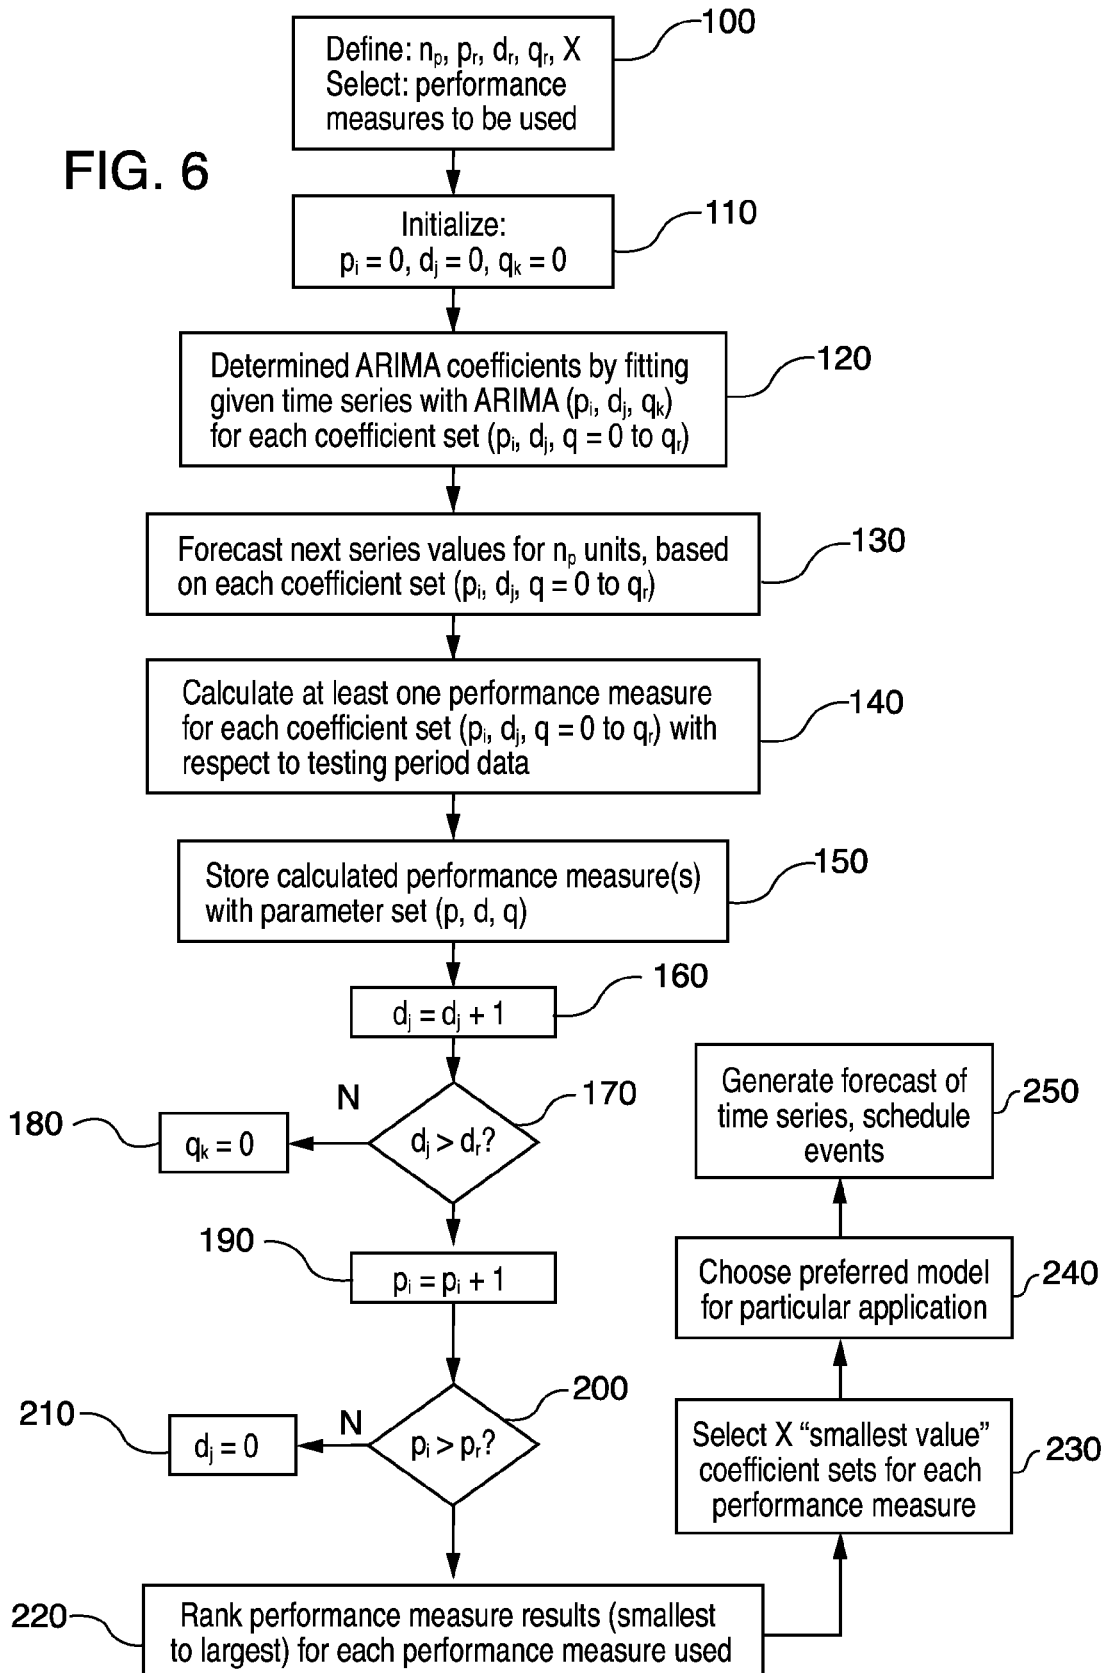 FIG. 6
100
Define: nₚ, pᵣ, dᵣ, qᵣ, X
Select: performance
measures to be used
110
Initialize:
pᵢ = 0, dⱼ = 0, qₖ = 0
120
Determined ARIMA coefficients by fitting
given time series with ARIMA (pᵢ, dⱼ, qₖ)
for each coefficient set (pᵢ, dⱼ, q = 0 to qᵣ)
130
Forecast next series values for nₚ units, based
on each coefficient set (pᵢ, dⱼ, q = 0 to qᵣ)
140
Calculate at least one performance measure
for each coefficient set (pᵢ, dⱼ, q = 0 to qᵣ) with
respect to testing period data
150
Store calculated performance measure(s)
with parameter set (p, d, q)
160
dⱼ = dⱼ + 1
170
dⱼ > dᵣ?
N
180
qₖ = 0
190
pᵢ = pᵢ + 1
200
pᵢ > pᵣ?
N
210
dⱼ = 0
220
Rank performance measure results (smallest
to largest) for each performance measure used
230
Select X “smallest value”
coefficient sets for each
performance measure
240
Choose preferred model
for particular application
250
Generate forecast of
time series, schedule
events